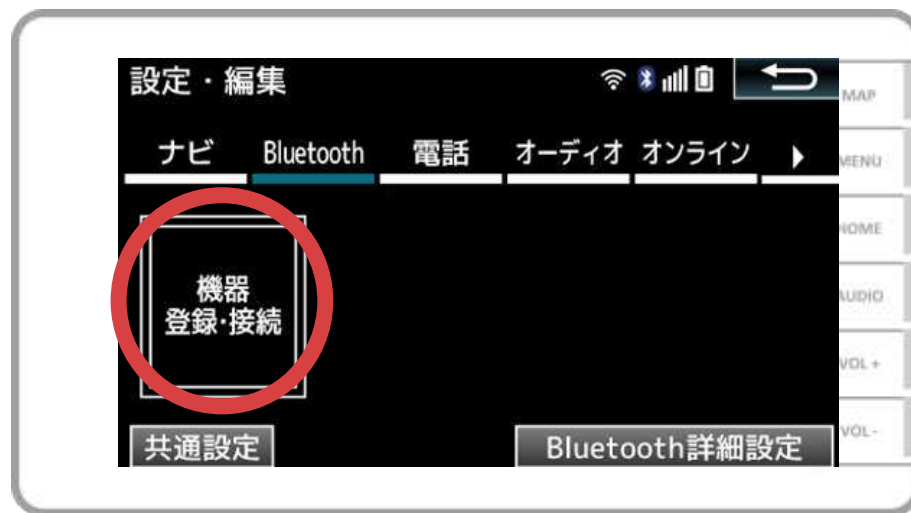 設定・編集
MAP
ナビ Bluetooth 電話 オーディオ オンライン
MENU
HOME
機器
登録・接続
AUDIO
VOL +
共通設定 Bluetooth詳細設定
VOL-